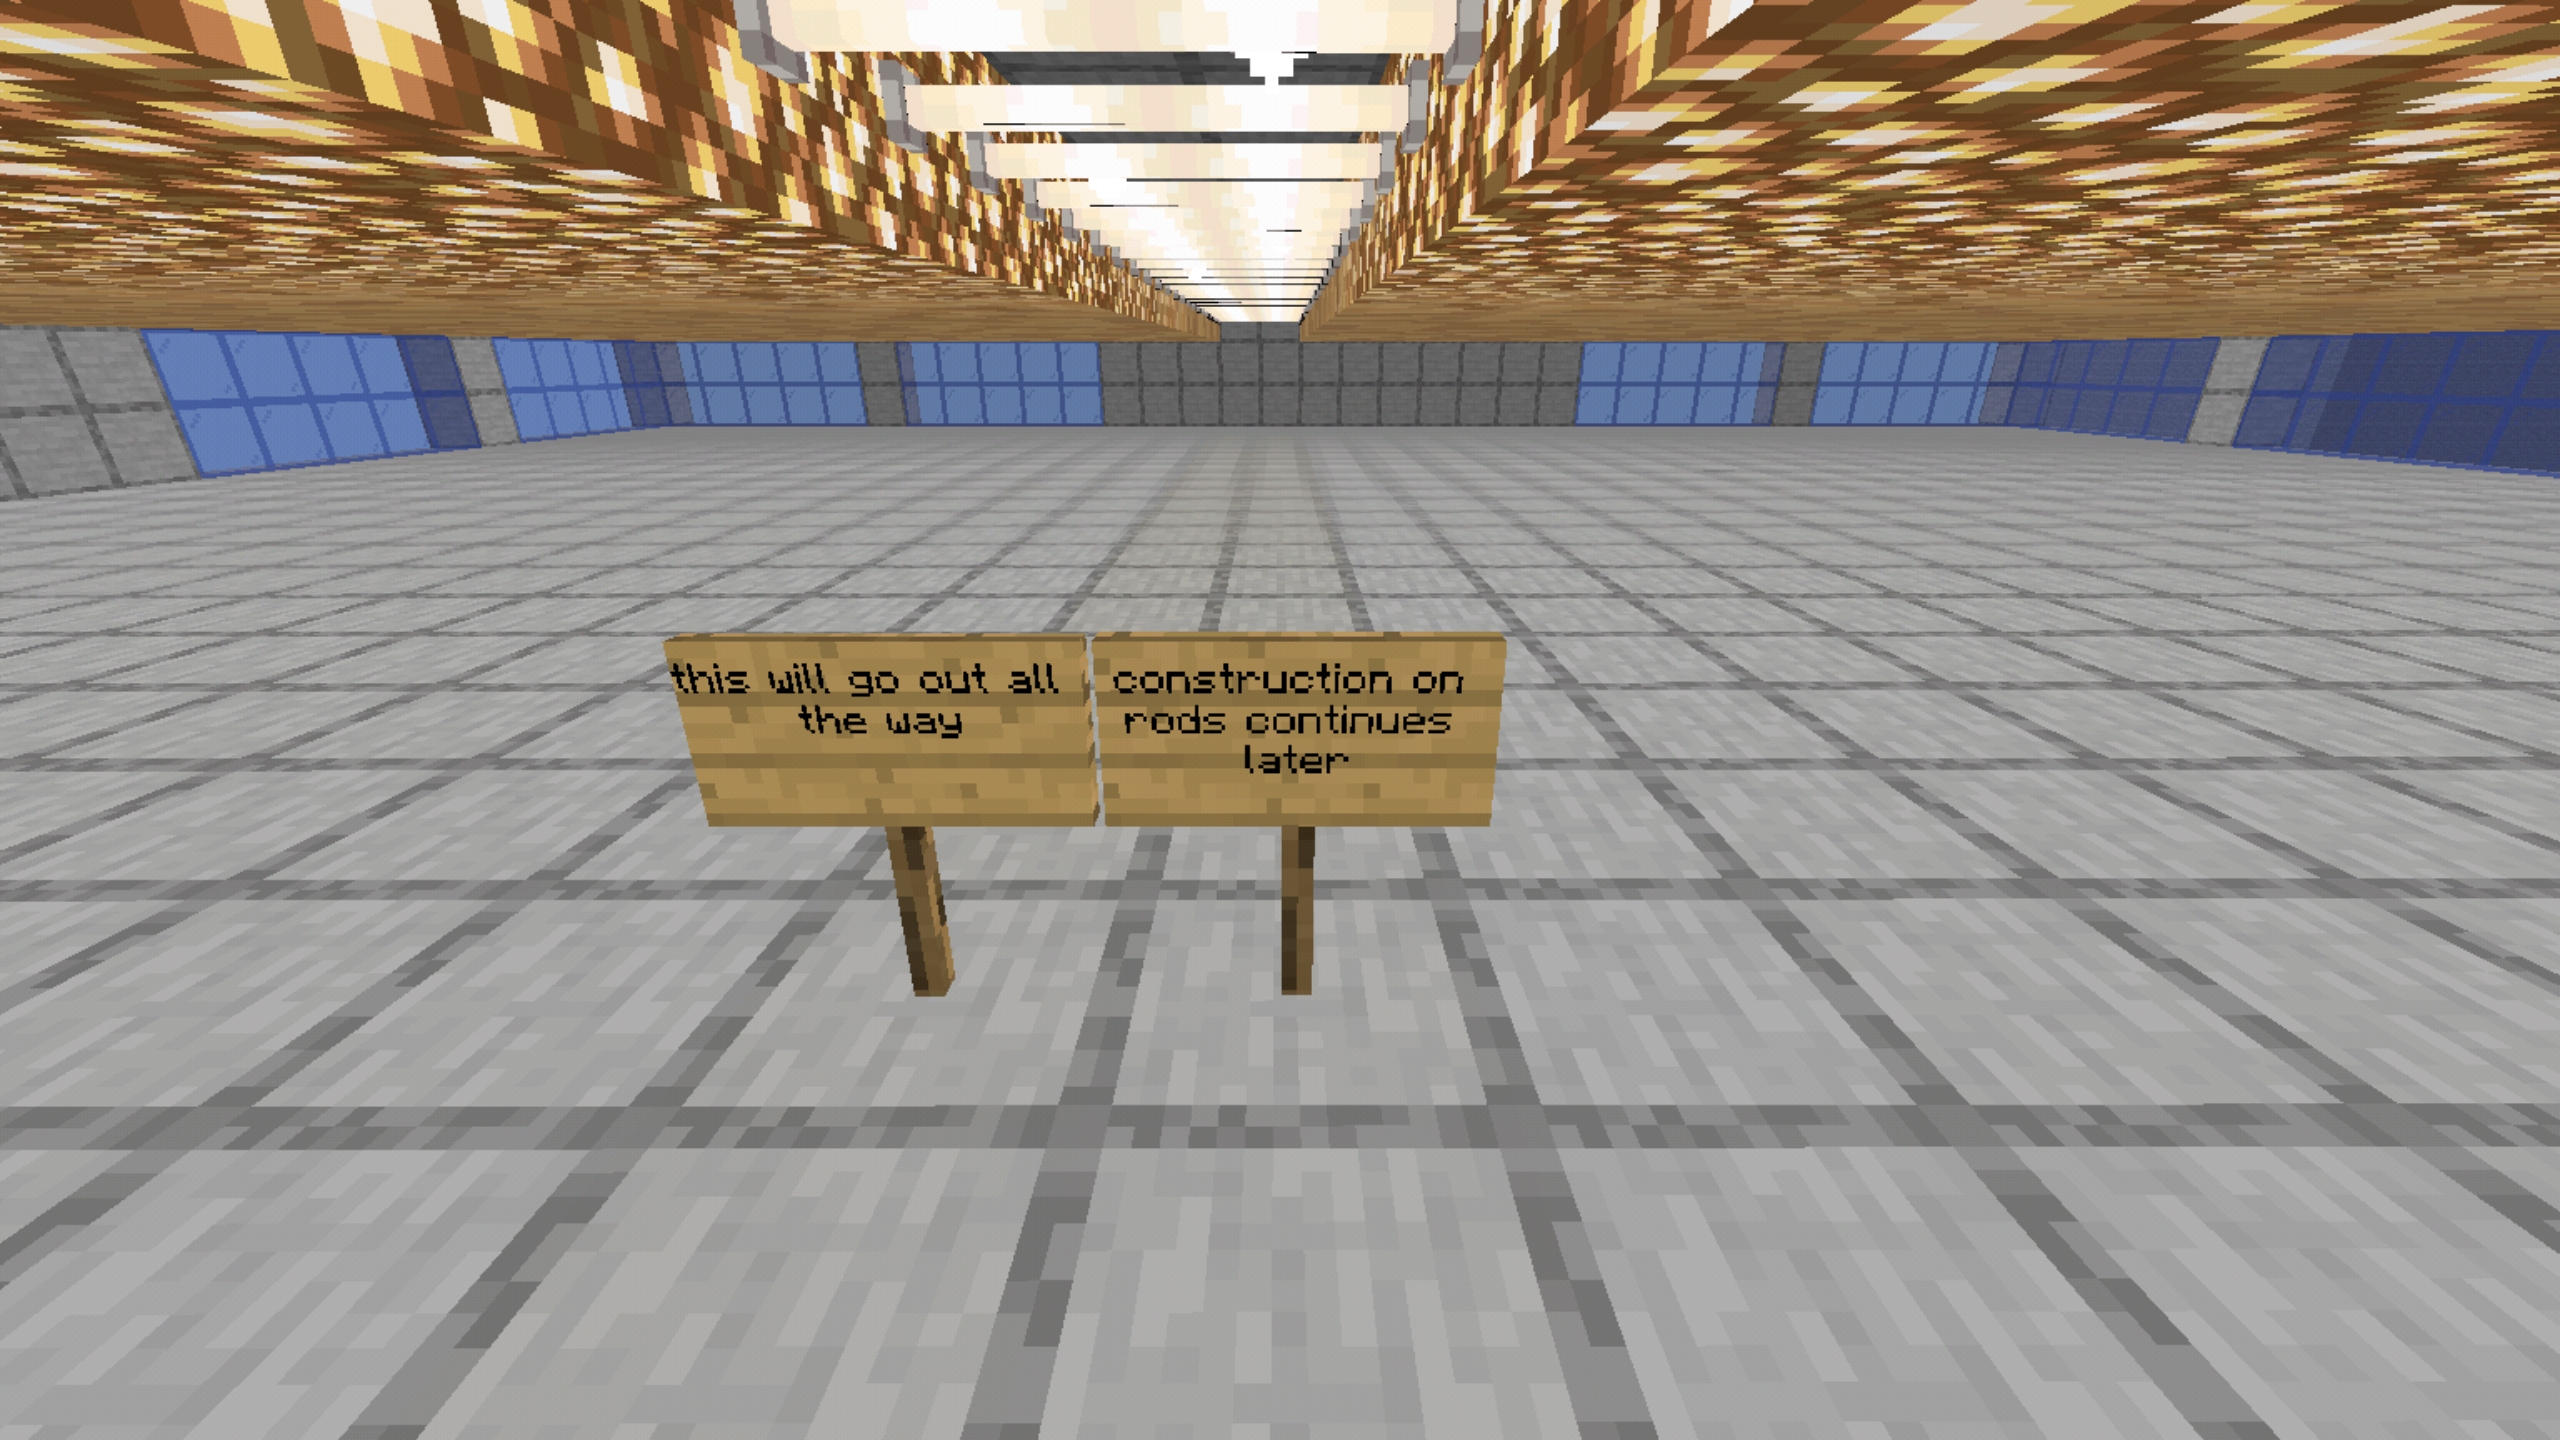 this will go out all
the way
construction on
rods continues
later